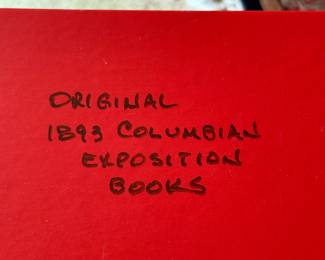 ORIGINAL
1893 COLUMBIAN
EXPOSITION
BOOKS